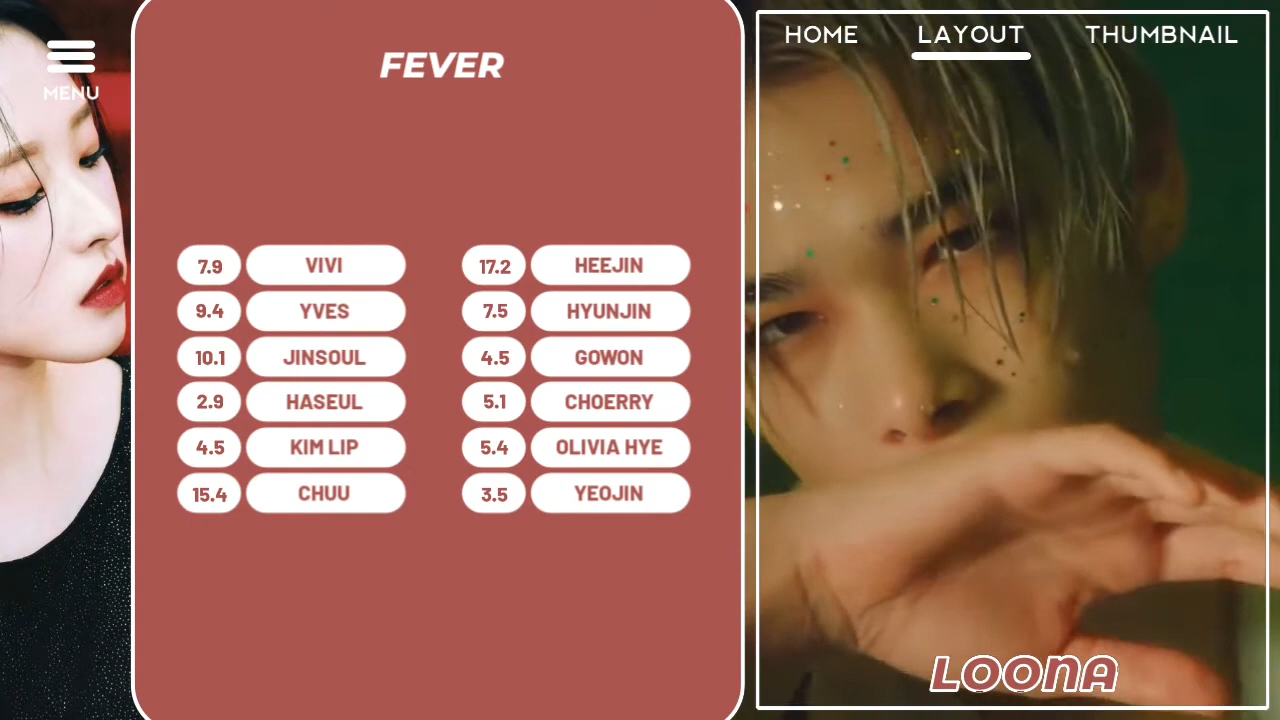 MENU
FEVER
HOME LAYOUT THUMBNAIL
7.9 VIVI
9.4 YVES
10.1 JINSOUL
2.9 HASEUL
4.5 KIM LIP
15.4 CHUU
17.2 HEEJIN
7.5 HYUNJIN
4.5 GOWON
5.1 CHOERRY
5.4 OLIVIA HYE
3.5 YEOJIN
LOONA